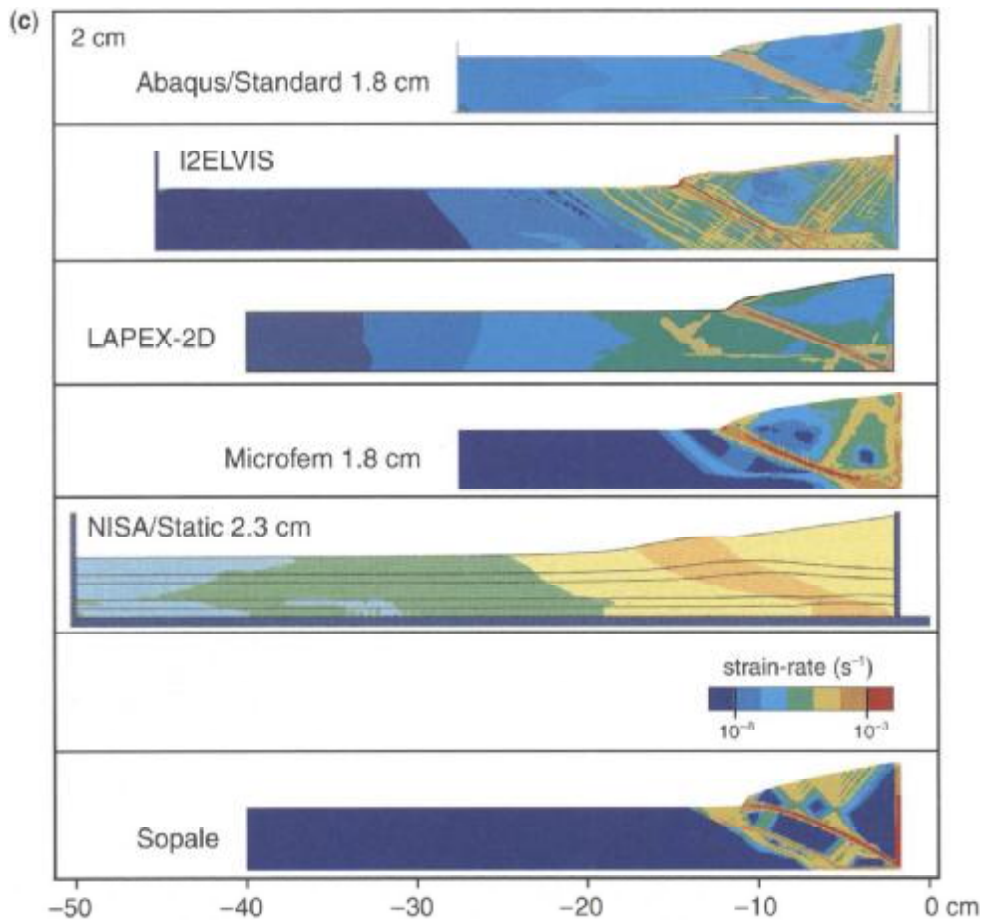 (c)
2 cm
Abaqus/Standard 1.8 cm
I2ELVIS
LAPEX-2D
Microfem 1.8 cm
NISA/Static 2.3 cm
strain-rate (s⁻¹)
10⁻⁸ 10⁻³
Sopale
−50 −40 −30 −20 −10 0 cm